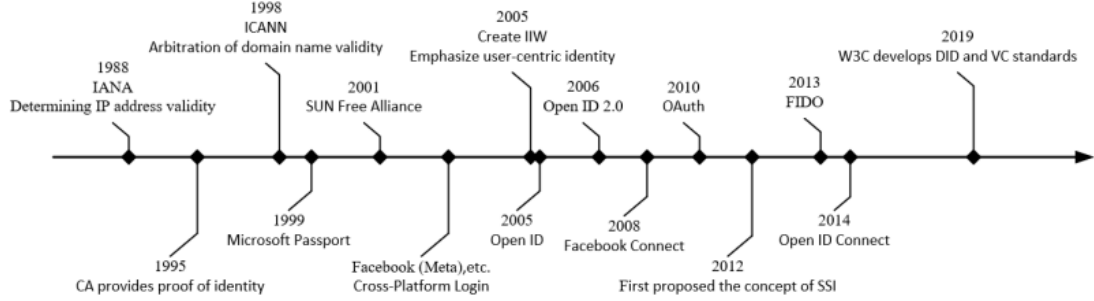 1988
IANA
Determining IP address validity
1995
CA provides proof of identity
1998
ICANN
Arbitration of domain name validity
1999
Microsoft Passport
2001
SUN Free Alliance
Facebook (Meta),etc.
Cross-Platform Login
2005
Create IIW
Emphasize user-centric identity
2005
Open ID
2006
Open ID 2.0
2008
Facebook Connect
2010
OAuth
2012
First proposed the concept of SSI
2013
FIDO
2014
Open ID Connect
2019
W3C develops DID and VC standards